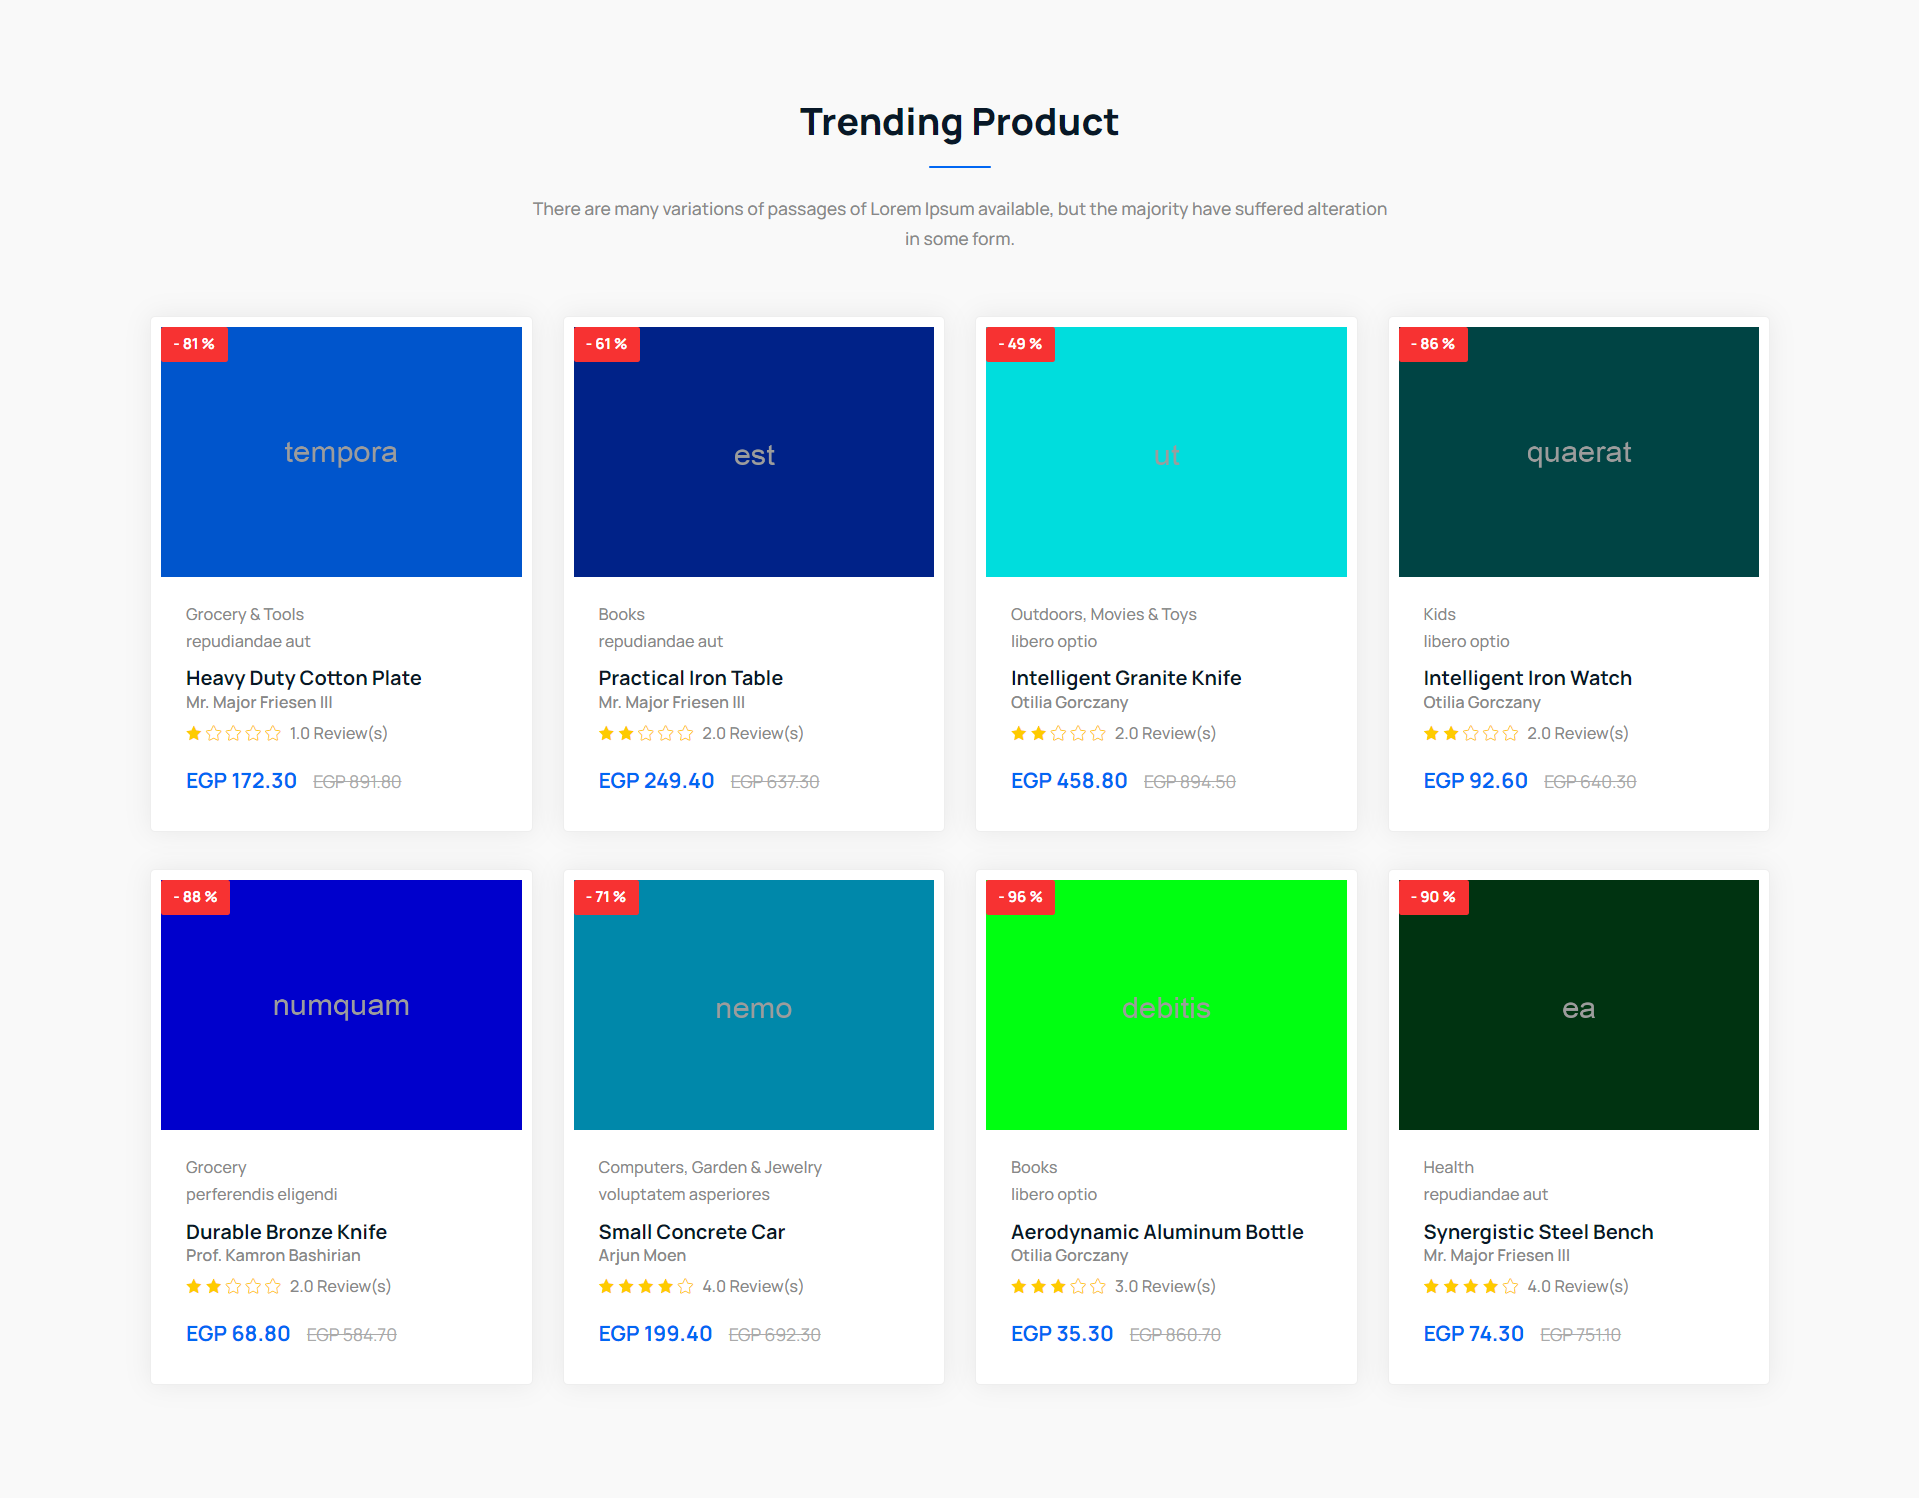 Trending Product
There are many variations of passages of Lorem Ipsum available, but the majority have suffered alteration
in some form.
- 81 %
tempora
Grocery & Tools
repudiandae aut
Heavy Duty Cotton Plate
Mr. Major Friesen III
1.0 Review(s)
EGP 172.30 EGP 891.80
- 61 %
est
Books
repudiandae aut
Practical Iron Table
Mr. Major Friesen III
2.0 Review(s)
EGP 249.40 EGP 637.30
- 49 %
ut
Outdoors, Movies & Toys
libero optio
Intelligent Granite Knife
Otilia Gorczany
2.0 Review(s)
EGP 458.80 EGP 894.50
- 86 %
quaerat
Kids
libero optio
Intelligent Iron Watch
Otilia Gorczany
2.0 Review(s)
EGP 92.60 EGP 640.30
- 88 %
numquam
Grocery
perferendis eligendi
Durable Bronze Knife
Prof. Kamron Bashirian
2.0 Review(s)
EGP 68.80 EGP 584.70
- 71 %
nemo
Computers, Garden & Jewelry
voluptatem asperiores
Small Concrete Car
Arjun Moen
4.0 Review(s)
EGP 199.40 EGP 692.30
- 96 %
debitis
Books
libero optio
Aerodynamic Aluminum Bottle
Otilia Gorczany
3.0 Review(s)
EGP 35.30 EGP 860.70
- 90 %
ea
Health
repudiandae aut
Synergistic Steel Bench
Mr. Major Friesen III
4.0 Review(s)
EGP 74.30 EGP 751.10